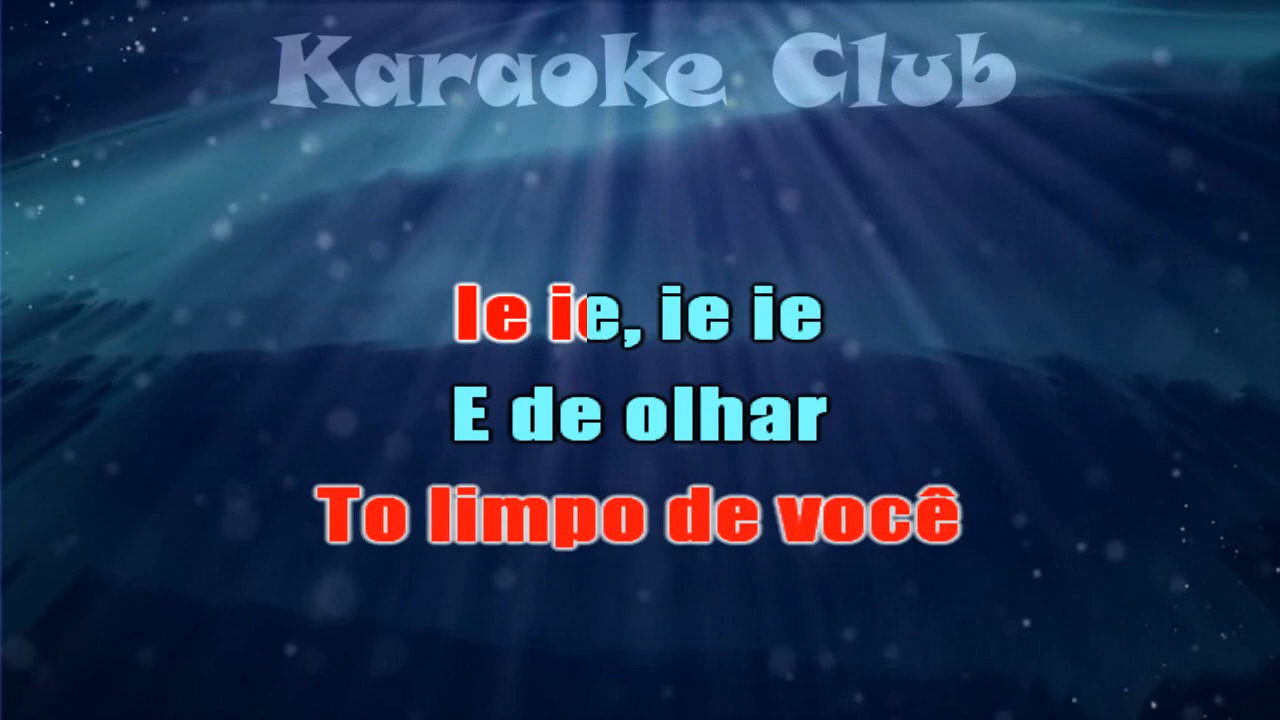 Karaoke Club
Ie ie, ie ie
E de olhar
To limpo de você